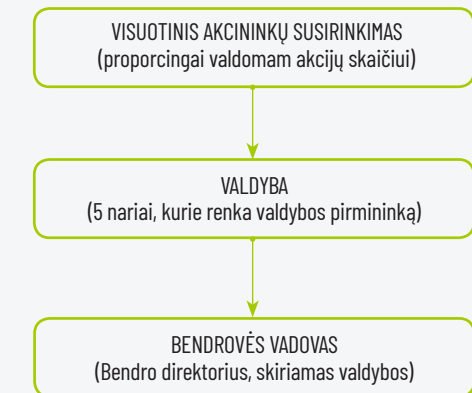 VISUOTINIS AKCININKŲ SUSIRINKIMAS
(proporcingai valdomam akcijų skaičiui)
VALDYBA
(5 nariai, kurie renka valdybos pirmininką)
BENDROVĖS VADOVAS
(Bendro direktorius, skiriamas valdybos)